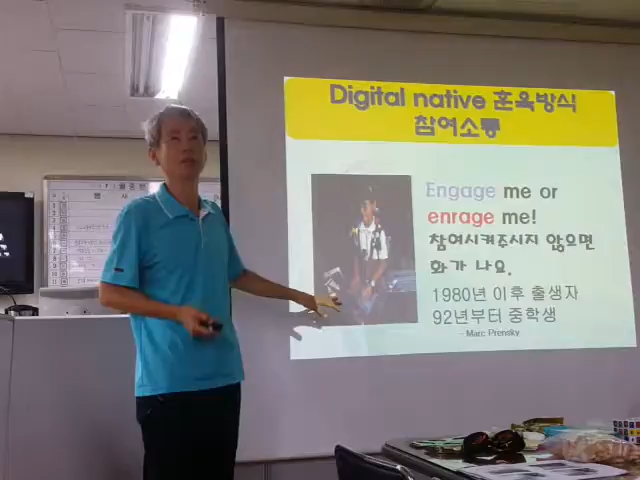 Digital native 훈육방식
참여소통
Engage me or
enrage me!
참여시켜주시지 않으면
화가 나요.
1980년 이후 출생자
92년부터 중학생
- Marc Prensky